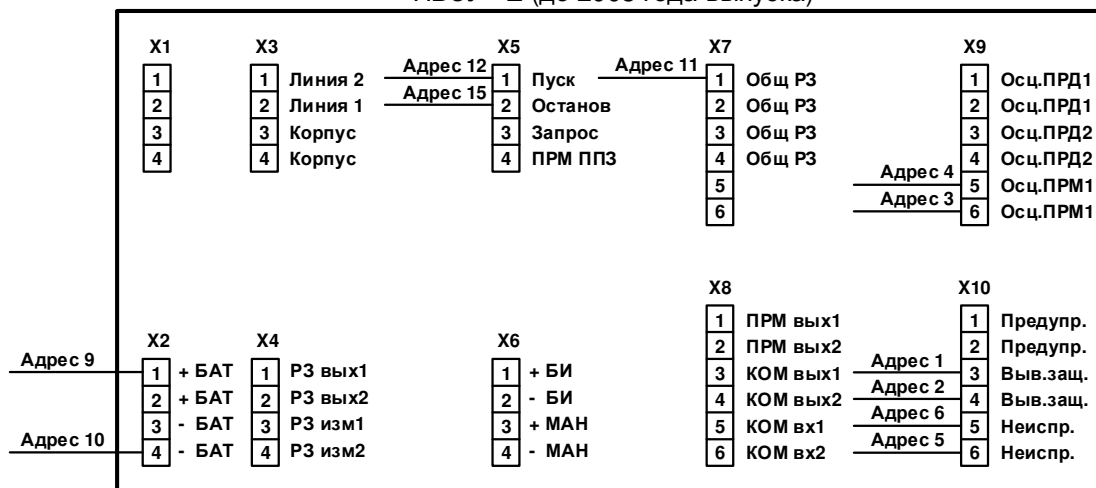 (до года выпуска)
X1 X3 X5 X7 X9
1 1 Линия 2 Адрес 12 1 Пуск Адрес 11 1 Общ РЗ 1 Осц.ПРД1
2 2 Линия 1 Адрес 15 2 Останов 2 Общ РЗ 2 Осц.ПРД1
3 3 Корпус 3 Запрос 3 Общ РЗ 3 Осц.ПРД2
4 4 Корпус 4 ПРМ ППЗ 4 Общ РЗ 4 Осц.ПРД2
5 Адрес 4 5 Осц.ПРМ1
6 Адрес 3 6 Осц.ПРМ1
X8 X10
1 ПРМ вых1 1 Предупр.
2 ПРМ вых2 2 Предупр.
3 КОМ вых1 Адрес 1 3 Выв.защ.
4 КОМ вых2 Адрес 2 4 Выв.защ.
5 КОМ вх1 Адрес 6 5 Неиспр.
6 КОМ вх2 Адрес 5 6 Неиспр.
X2 X4 X6
Адрес 9 1 + БАТ 1 РЗ вых1 1 + БИ
2 + БАТ 2 РЗ вых2 2 - БИ
3 - БАТ 3 РЗ изм1 3 + МАН
Адрес 10 4 - БАТ 4 РЗ изм2 4 - МАН